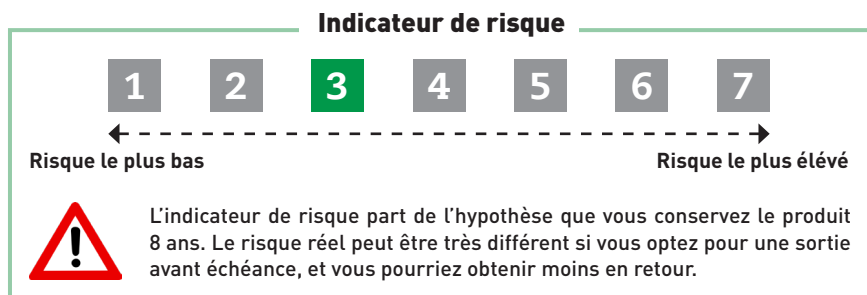 Indicateur de risque
1 2 3 4 5 6 7
Risque le plus bas Risque le plus élévé
L'indicateur de risque part de l'hypothèse que vous conservez le produit
8 ans. Le risque réel peut être très différent si vous optez pour une sortie
avant échéance, et vous pourriez obtenir moins en retour.